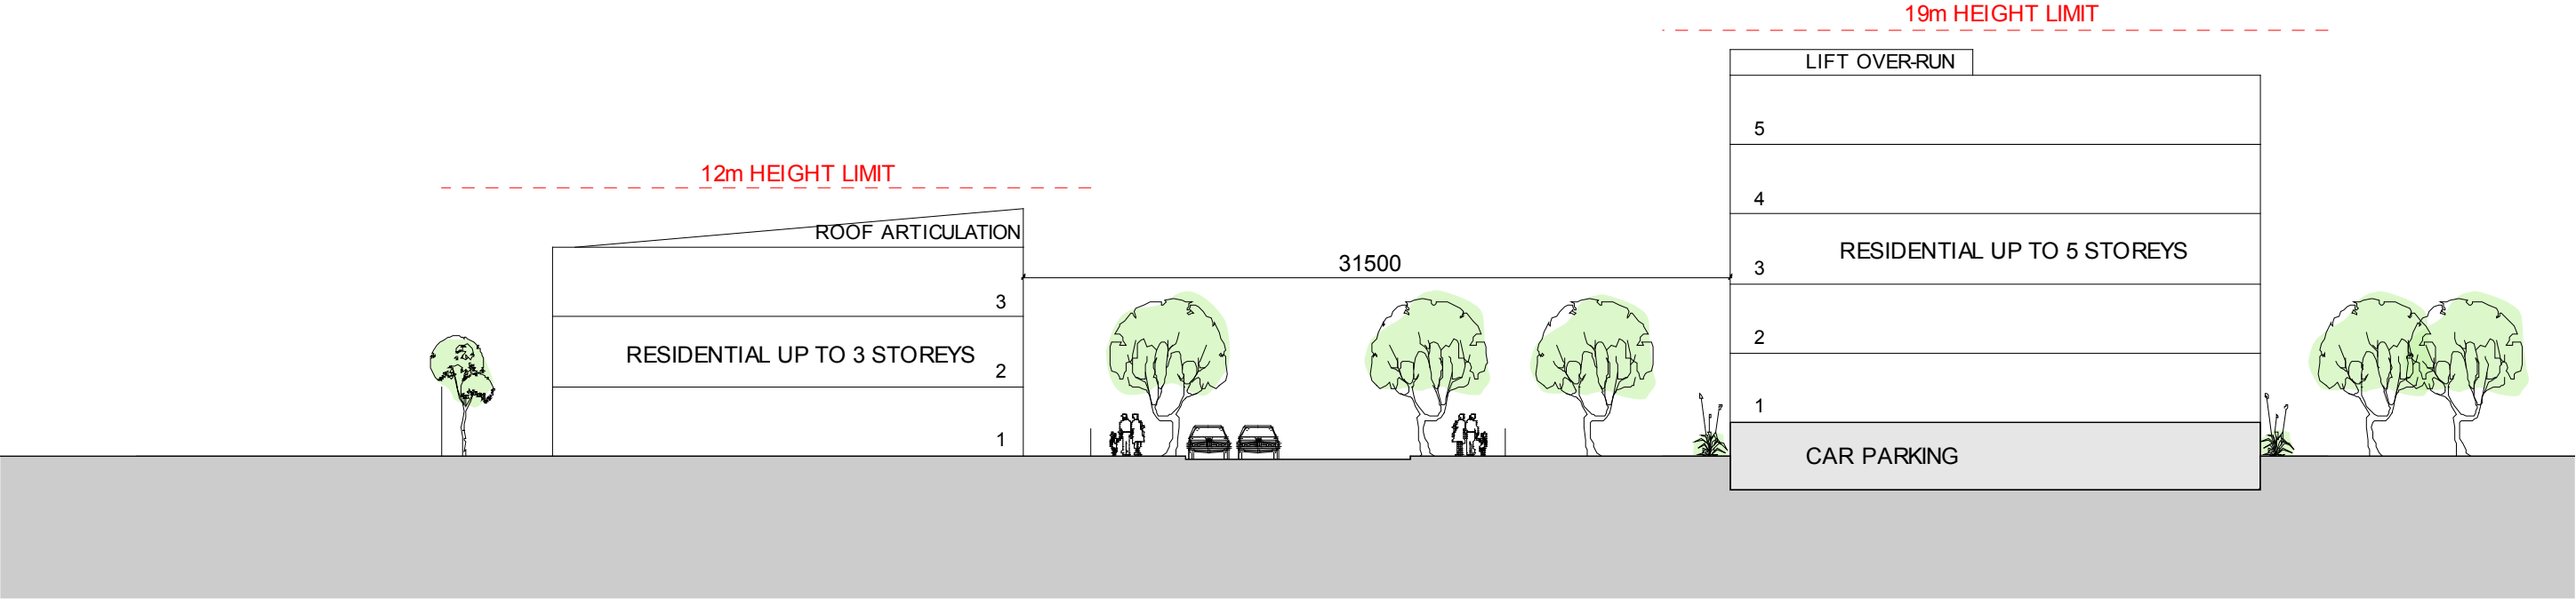 19m HEIGHT LIMIT
LIFT OVER-RUN
5
12m HEIGHT LIMIT
4
ROOF ARTICULATION
RESIDENTIAL UP TO 5 STOREYS
31500
3
3
2
RESIDENTIAL UP TO 3 STOREYS
2
1
1
CAR PARKING